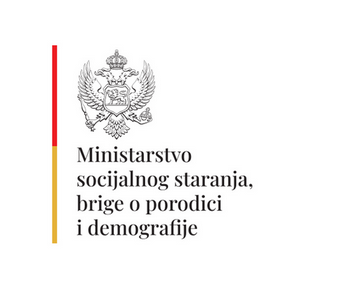 Ministarstvo
socijalnog staranja,
brige o porodici
i demografije